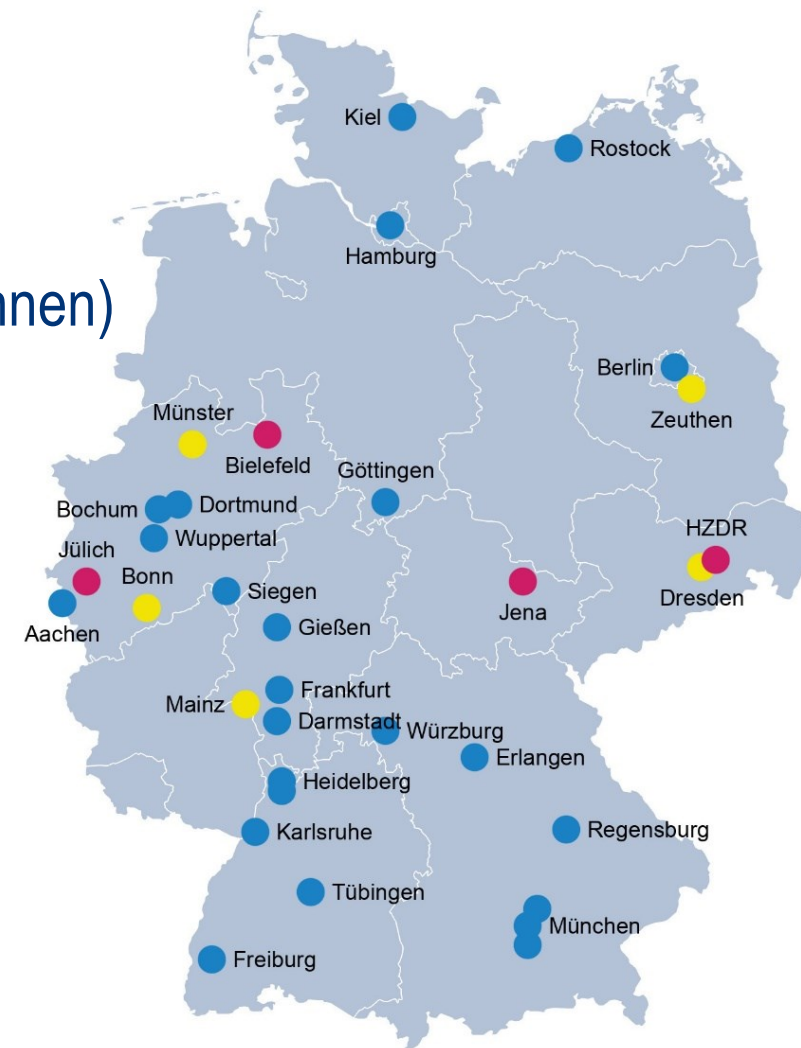 Kiel
Rostock
Hamburg
nnen)
Berlin
Zeuthen
Münster
Bielefeld
Göttingen
Bochum
Dortmund
Wuppertal
HZDR
Jülich
Bonn
Siegen
Dresden
Jena
Aachen
Gießen
Frankfurt
Mainz
Darmstadt
Würzburg
Erlangen
Heidelberg
Karlsruhe
Regensburg
Tübingen
München
Freiburg